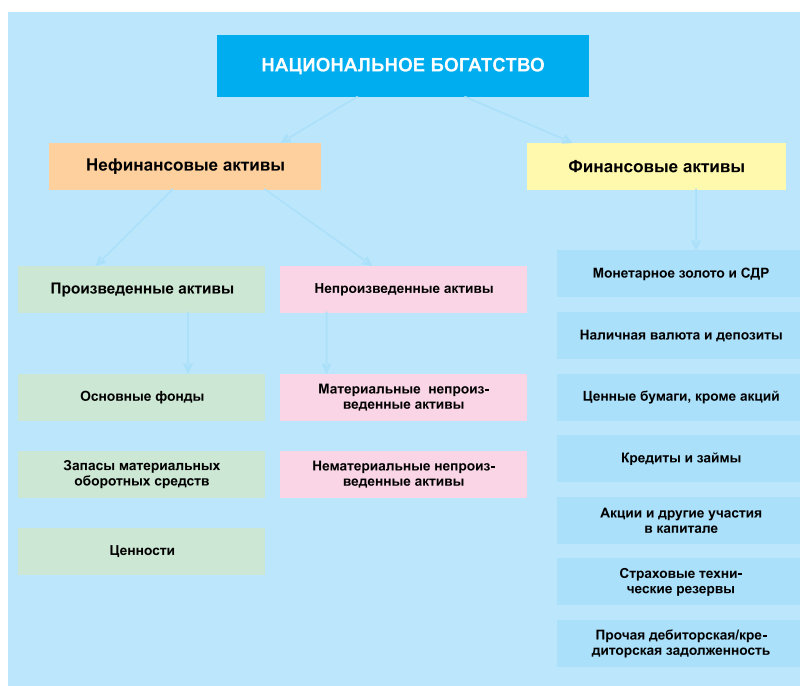 НАЦИОНАЛЬНОЕ БОГАТСТВО
Нефинансовые активы
Финансовые активы
Произведенные активы
Непроизведенные активы
Основные фонды
Материальные непроиз-
веденные активы
Запасы материальных
оборотных средств
Нематериальные непроиз-
веденные активы
Ценности
Монетарное золото и СДР
Наличная валюта и депозиты
Ценные бумаги, кроме акций
Кредиты и займы
Акции и другие участия
в капитале
Страховые техни-
ческие резервы
Прочая дебиторская/кре-
диторская задолженность